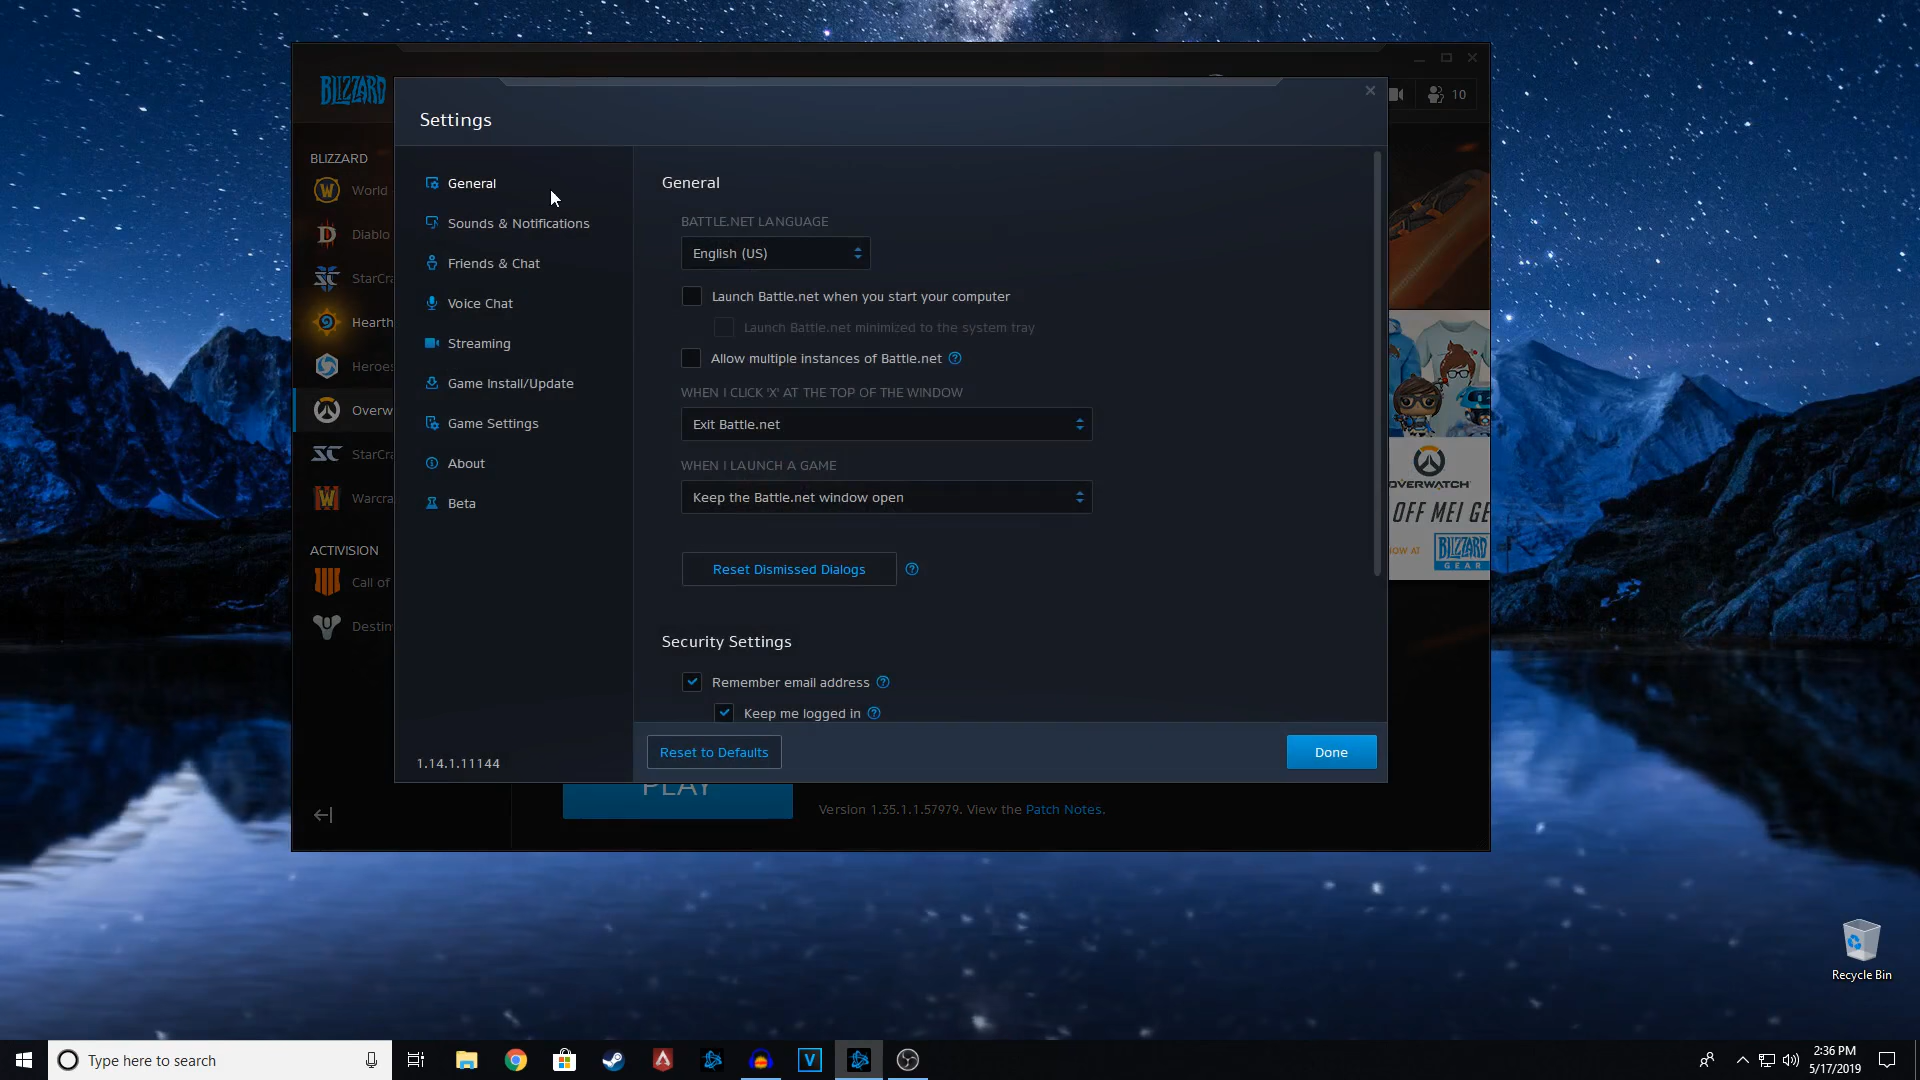 BLIZZARD
10
Settings
BLIZZARD
World
Diablo
StarCra
Hearth
Heroes
Overw
StarCra
Warcra
ACTIVISION
Call of
Destin
General
Sounds & Notifications
Friends & Chat
Voice Chat
Streaming
Game Install/Update
Game Settings
About
Beta
1.14.1.11144
General
BATTLE.NET LANGUAGE
English (US)
Launch Battle.net when you start your computer
Launch Battle.net minimized to the system tray
Allow multiple instances of Battle.net
WHEN I CLICK 'X' AT THE TOP OF THE WINDOW
Exit Battle.net
WHEN I LAUNCH A GAME
Keep the Battle.net window open
Reset Dismissed Dialogs
Security Settings
Remember email address
Keep me logged in
Reset to Defaults
Done
PLAY
Version 1.35.1.1.57979. View the Patch Notes.
OVERWATCH
OFF MEI GE
OW AT
BLIZZARD
GEAR
Recycle Bin
Type here to search
V
2:36 PM
5/17/2019